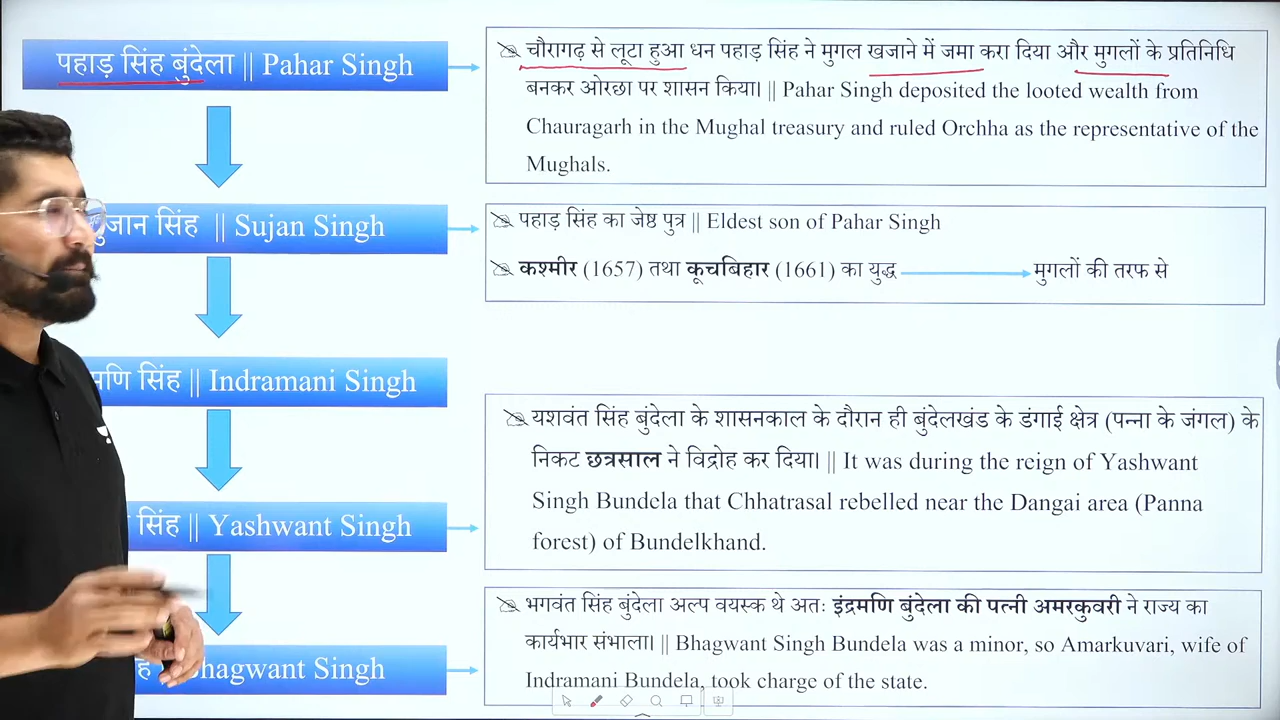 पहाड़ सिंह बुंदेला || Pahar Singh
चौरागढ़ से लूटा हुआ धन पहाड़ सिंह ने मुगल खजाने में जमा करा दिया और मुगलों के प्रतिनिधि
बनकर ओरछा पर शासन किया। || Pahar Singh deposited the looted wealth from
Chauragarh in the Mughal treasury and ruled Orchha as the representative of the
Mughals.
सुजान सिंह || Sujan Singh
पहाड़ सिंह का जेष्ठ पुत्र || Eldest son of Pahar Singh
कश्मीर (1657) तथा कूचबिहार (1661) का युद्ध मुगलों की तरफ से
सिंह || Indramani Singh
यशवंत सिंह बुंदेला के शासनकाल के दौरान ही बुंदेलखंड के डंगाई क्षेत्र (पन्ना के जंगल) के
निकट छत्रसाल ने विद्रोह कर दिया। || It was during the reign of Yashwant
Singh Bundela that Chhatrasal rebelled near the Dangai area (Panna
forest) of Bundelkhand.
सिंह || Yashwant Singh
भगवंत सिंह बुंदेला अल्प वयस्क थे अतः इंद्रमणि बुंदेला की पत्नी अमरकुवरी ने राज्य का
कार्यभार संभाला। || Bhagwant Singh Bundela was a minor, so Amarkuvari, wife of
Indramani Bundela, took charge of the state.
Bhagwant Singh